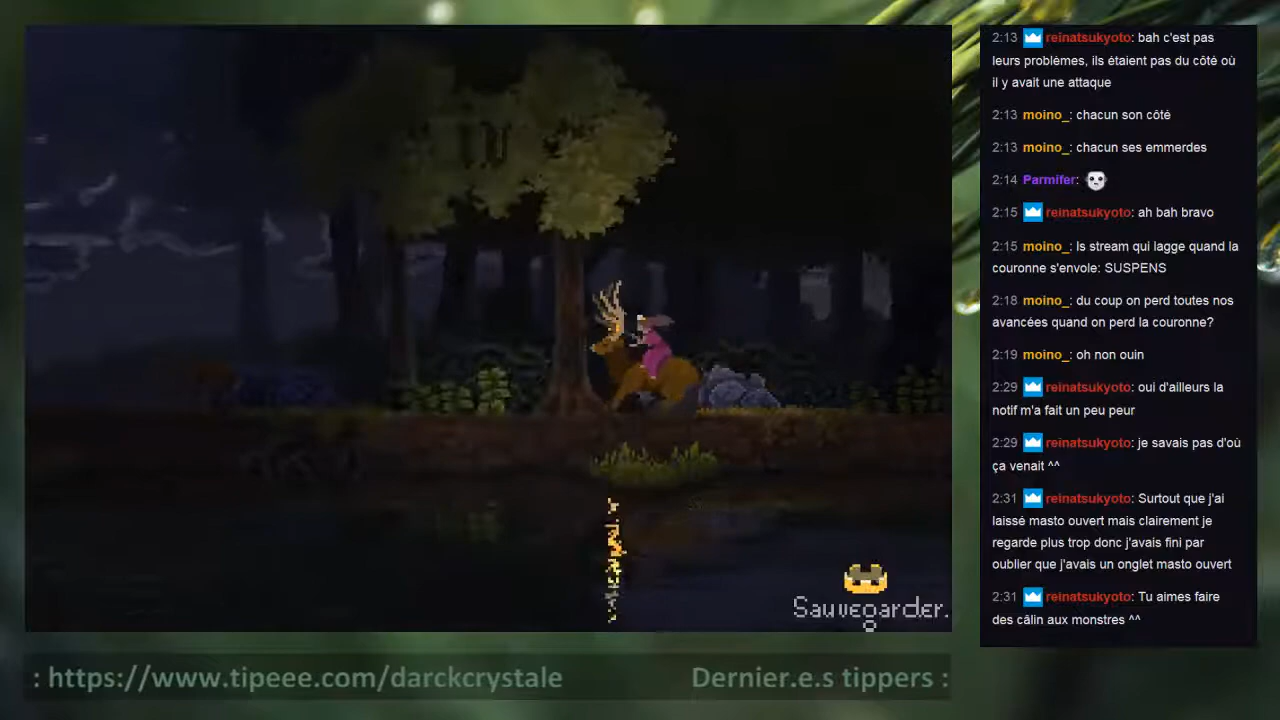 2:13 reinatsukyoto: bah c'est pas
leurs problèmes, ils étaient pas du côté où
il y avait une attaque
2:13 moino_: chacun son côté
2:13 moino_: chacun ses emmerdes
2:14 Parmifer:
2:15 reinatsukyoto: ah bah bravo
2:15 moino_: ls stream qui lagge quand la
couronne s'envole: SUSPENS
2:18 moino_: du coup on perd toutes nos
avancées quand on perd la couronne?
2:19 moino_: oh non ouin
2:29 reinatsukyoto: oui d'ailleurs la
notif m'a fait un peu peur
2:29 reinatsukyoto: je savais pas d'où
ça venait ^^
2:31 reinatsukyoto: Surtout que j'ai
laissé masto ouvert mais clairement je
regarde plus trop donc j'avais fini par
oublier que j'avais un onglet masto ouvert
2:31 reinatsukyoto: Tu aimes faire
des câlin aux monstres ^^
Sauvegarder.
: https://www.tipeee.com/darckcrystale
Dernier.e.s tippers :